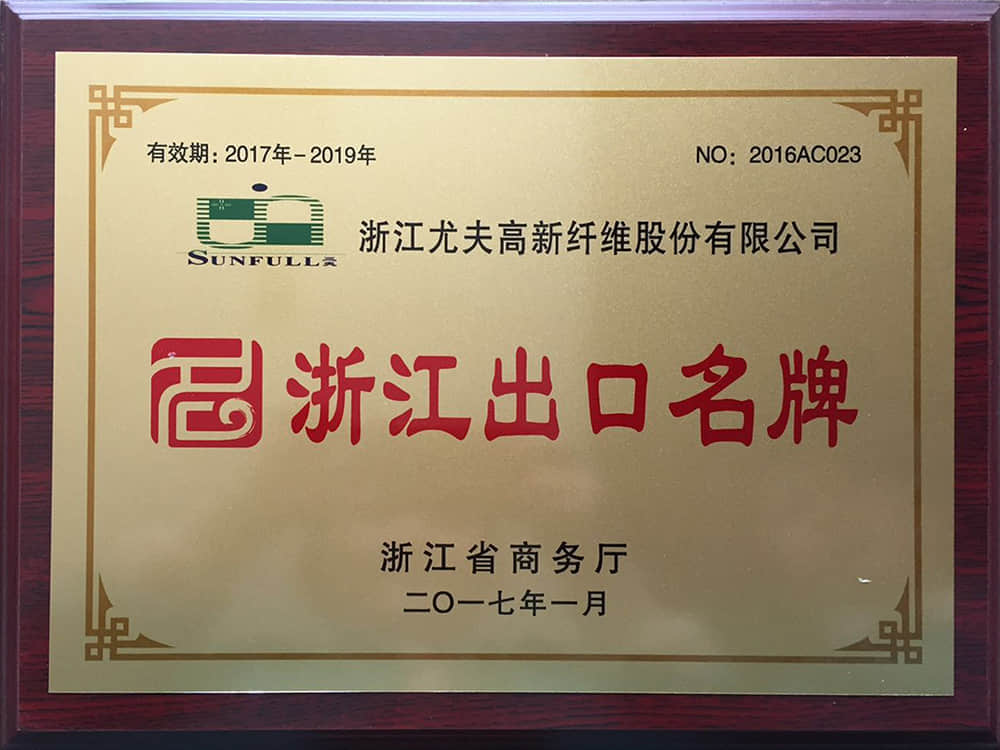 有效期：2017年-2019年
NO：2016AC023
SUNFULL
浙江尤夫高新纤维股份有限公司
浙江出口名牌
浙江省商务厅
二〇一七年一月